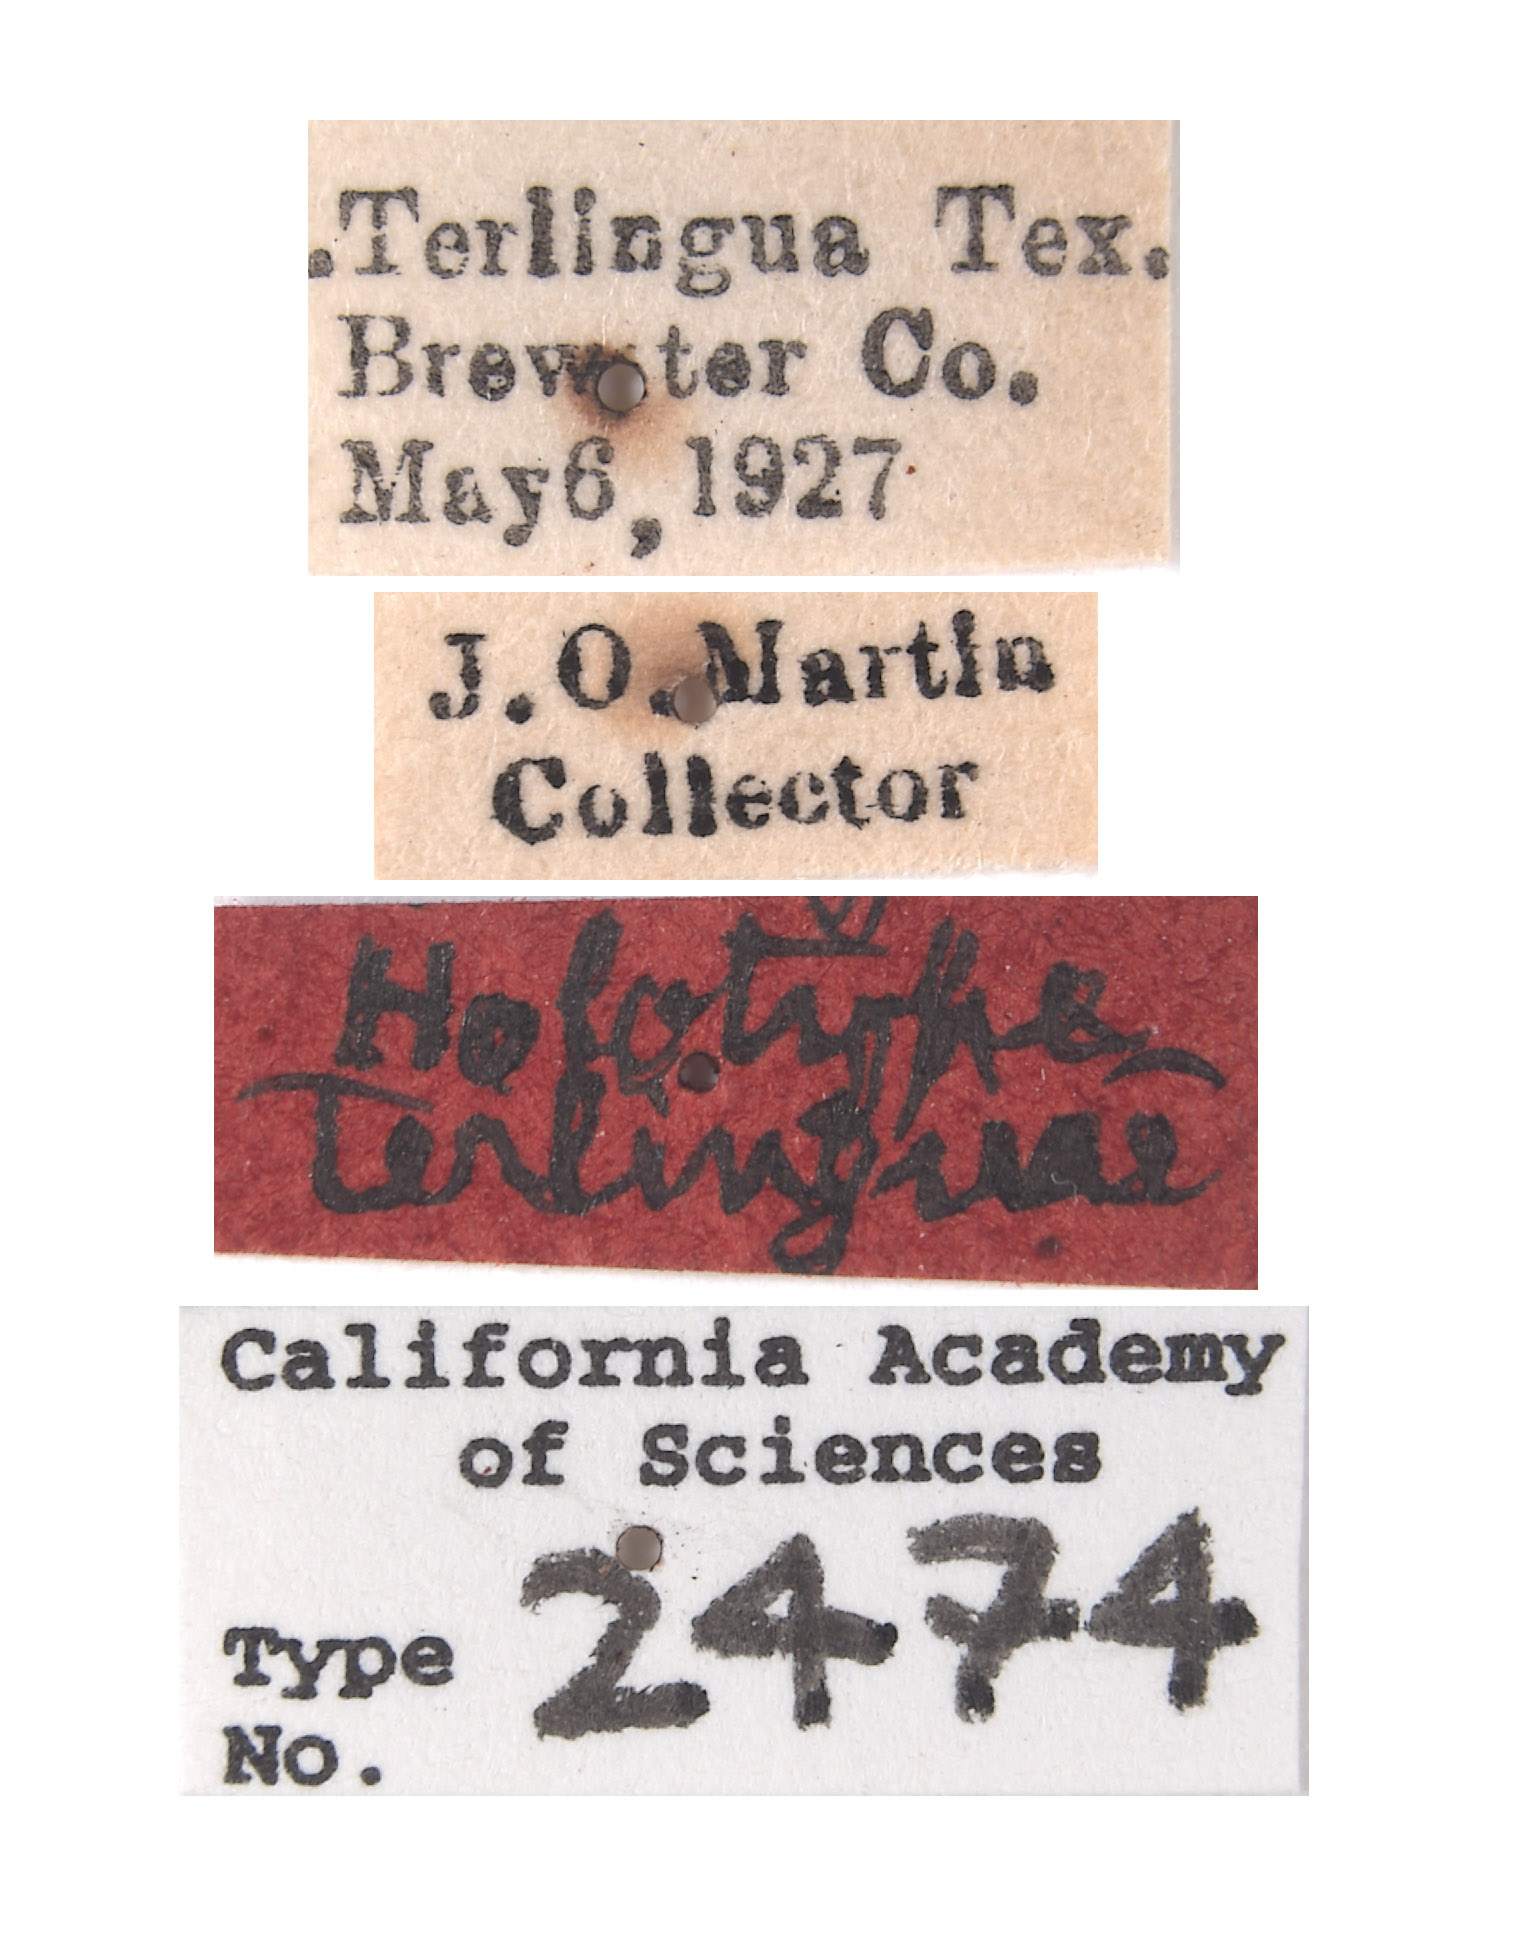 .Terlingua Tex.
Brewster Co.
May6,1927
J.O.Martin
Collector
Holotype
Terlinguae
California Academy
of Sciences
Type
No. 2474